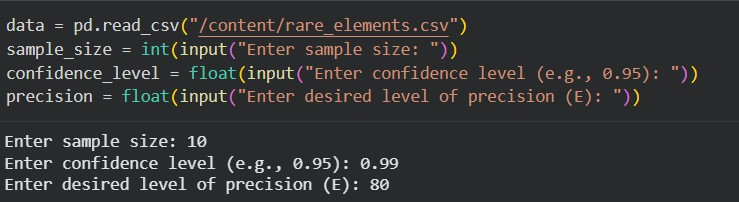 data = pd.read_csv("/content/rare_elements.csv")
sample_size = int(input("Enter sample size: "))
confidence_level = float(input("Enter confidence level (e.g., 0.95): "))
precision = float(input("Enter desired level of precision (E): "))
Enter sample size: 10
Enter confidence level (e.g., 0.95): 0.99
Enter desired level of precision (E): 80